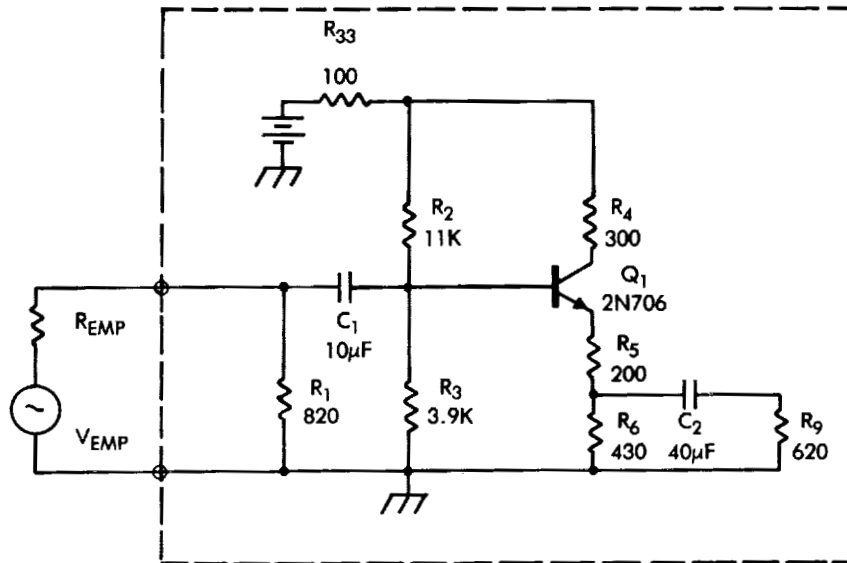 R33
100
R2
11K
R4
300
Q1
2N706
REMP
C1
10μF
R5
200
R1
820
R3
3.9K
VEMP
R6
430
C2
40μF
R9
620
~